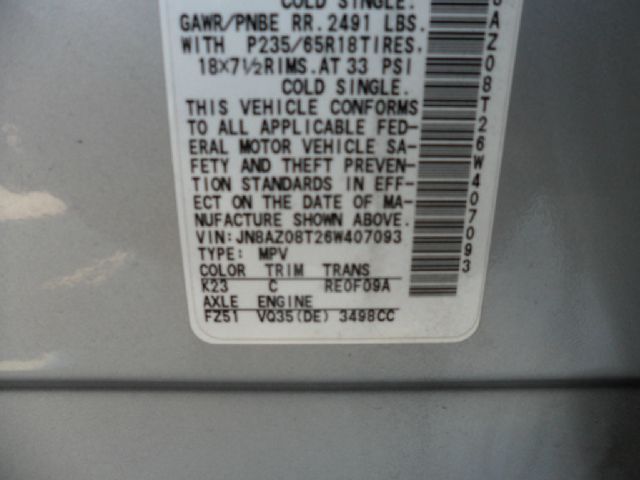 COLD SINGLE.
GAWR/PNBE RR. 2491 LBS.
WITH P235/65R18TIRES.
18×7½RIMS.AT 33 PSI
COLD SINGLE.
THIS VEHICLE CONFORMS
TO ALL APPLICABLE FED-
ERAL MOTOR VEHICLE SA-
FETY AND THEFT PREVEN-
TION STANDARDS IN EFF-
ECT ON THE DATE OF MA-
NUFACTURE SHOWN ABOVE.
VIN:JN8AZ08T26W407093
TYPE: MPV
COLOR TRIM TRANS
K23 C RE0F09A
AXLE ENGINE
FZ51 VQ35(DE) 3498CC
8AZ08T26W407093